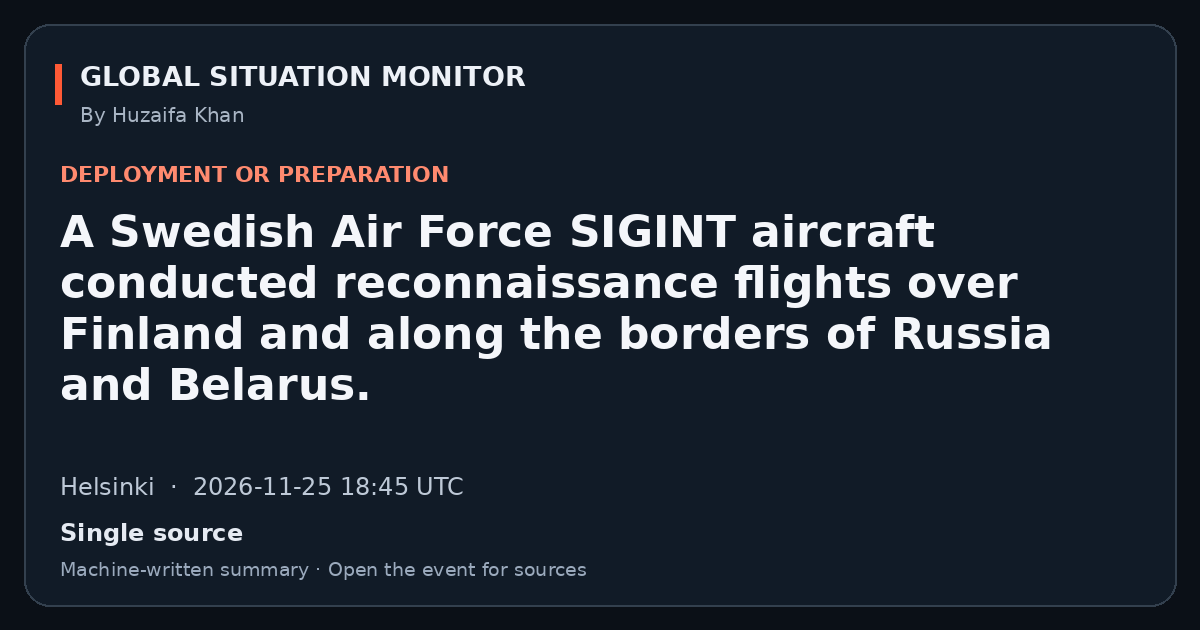 GLOBAL SITUATION MONITOR
By Huzaifa Khan
DEPLOYMENT OR PREPARATION
A Swedish Air Force SIGINT aircraft
conducted reconnaissance flights over
Finland and along the borders of Russia
and Belarus.
Helsinki · 2026-11-25 18:45 UTC
Single source
Machine-written summary · Open the event for sources